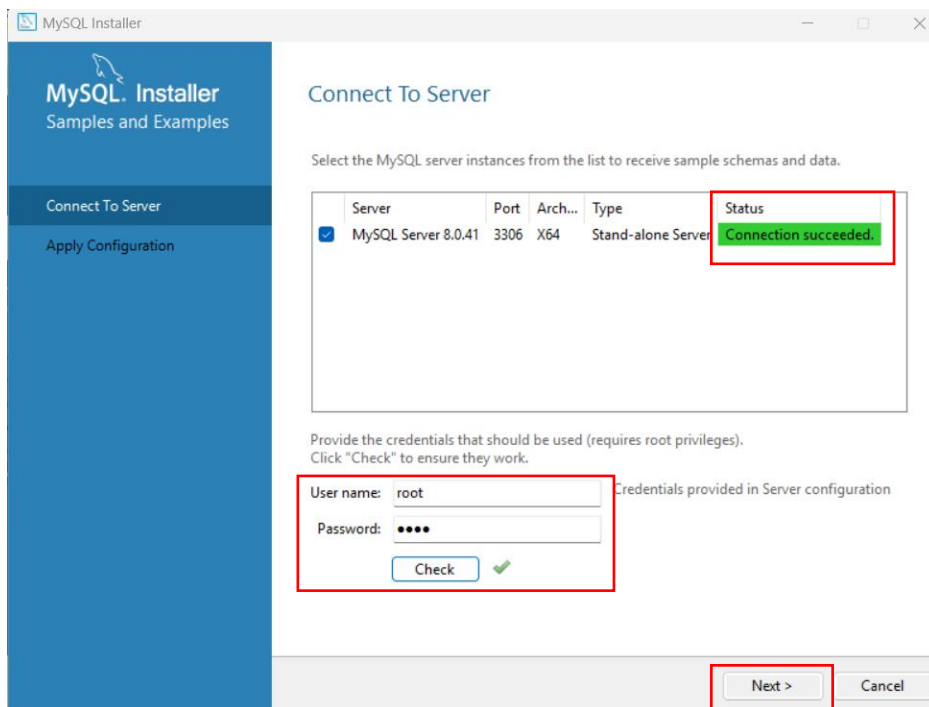 MySQL Installer
MySQL. Installer
Samples and Examples
Connect To Server
Apply Configuration
Connect To Server
Select the MySQL server instances from the list to receive sample schemas and data.
Server Port Arch... Type Status
MySQL Server 8.0.41 3306 X64 Stand-alone Server Connection succeeded.
Provide the credentials that should be used (requires root privileges).
Click "Check" to ensure they work.
User name: root Credentials provided in Server configuration
Password: ••••
Check
Next > Cancel